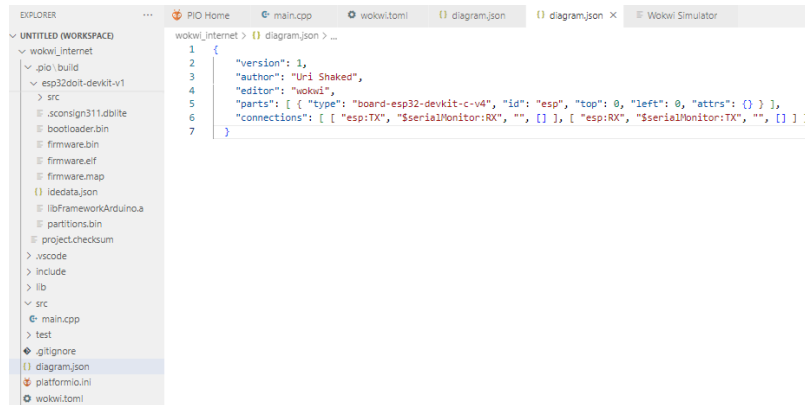 EXPLORER ...
PIO Home main.cpp wokwi.toml {} diagram.json {} diagram.json × Wokwi Simulator
UNTITLED (WORKSPACE)
wokwi_internet > {} diagram.json > ...
wokwi_internet
.pio \ build
esp32doit-devkit-v1
src
.sconsign311.dblite
bootloader.bin
firmware.bin
firmware.elf
firmware.map
{} idedata.json
libFrameworkArduino.a
partitions.bin
project.checksum
.vscode
include
lib
src
main.cpp
test
.gitignore
{} diagram.json
platformio.ini
wokwi.toml
1 {
2 "version": 1,
3 "author": "Uri Shaked",
4 "editor": "wokwi",
5 "parts": [ { "type": "board-esp32-devkit-c-v4", "id": "esp", "top": 0, "left": 0, "attrs": {} } ],
6 "connections": [ [ "esp:TX", "$serialMonitor:RX", "", [] ], [ "esp:RX", "$serialMonitor:TX", "", [] ] ]
7 }